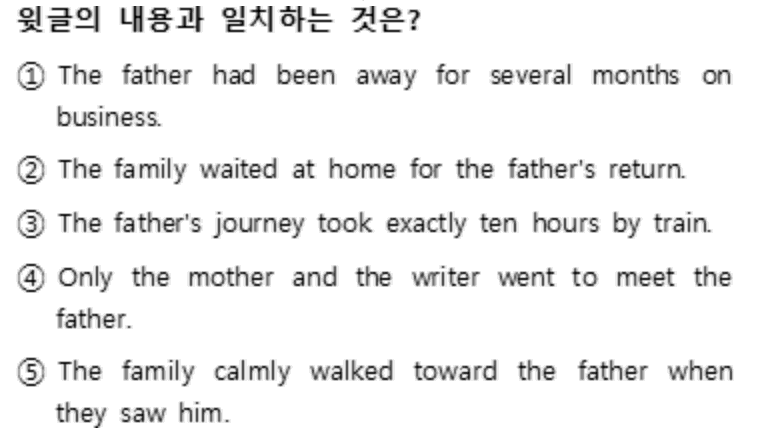 윗글의 내용과 일치하는 것은?
① The father had been away for several months on
business.
② The family waited at home for the father's return.
③ The father's journey took exactly ten hours by train.
④ Only the mother and the writer went to meet the
father.
⑤ The family calmly walked toward the father when
they saw him.